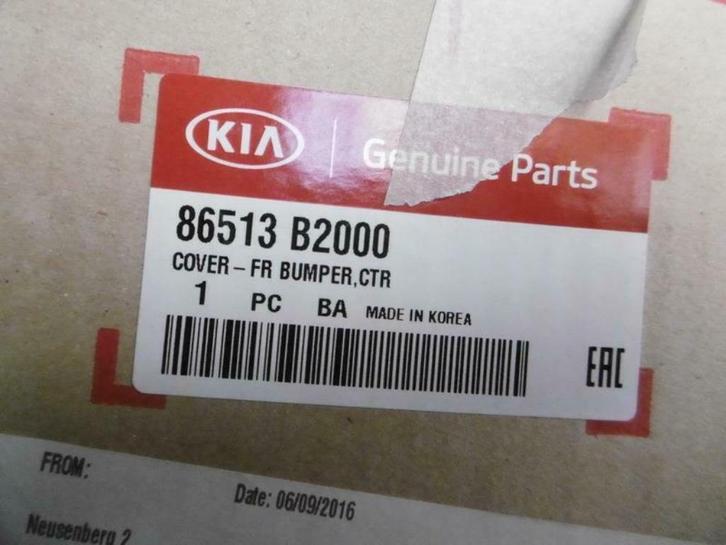 KIA Genuine Parts
86513 B2000
COVER-FR BUMPER,CTR
1 PC BA MADE IN KOREA
EAC
FROM:
Date: 06/09/2016
Neusenberg 2